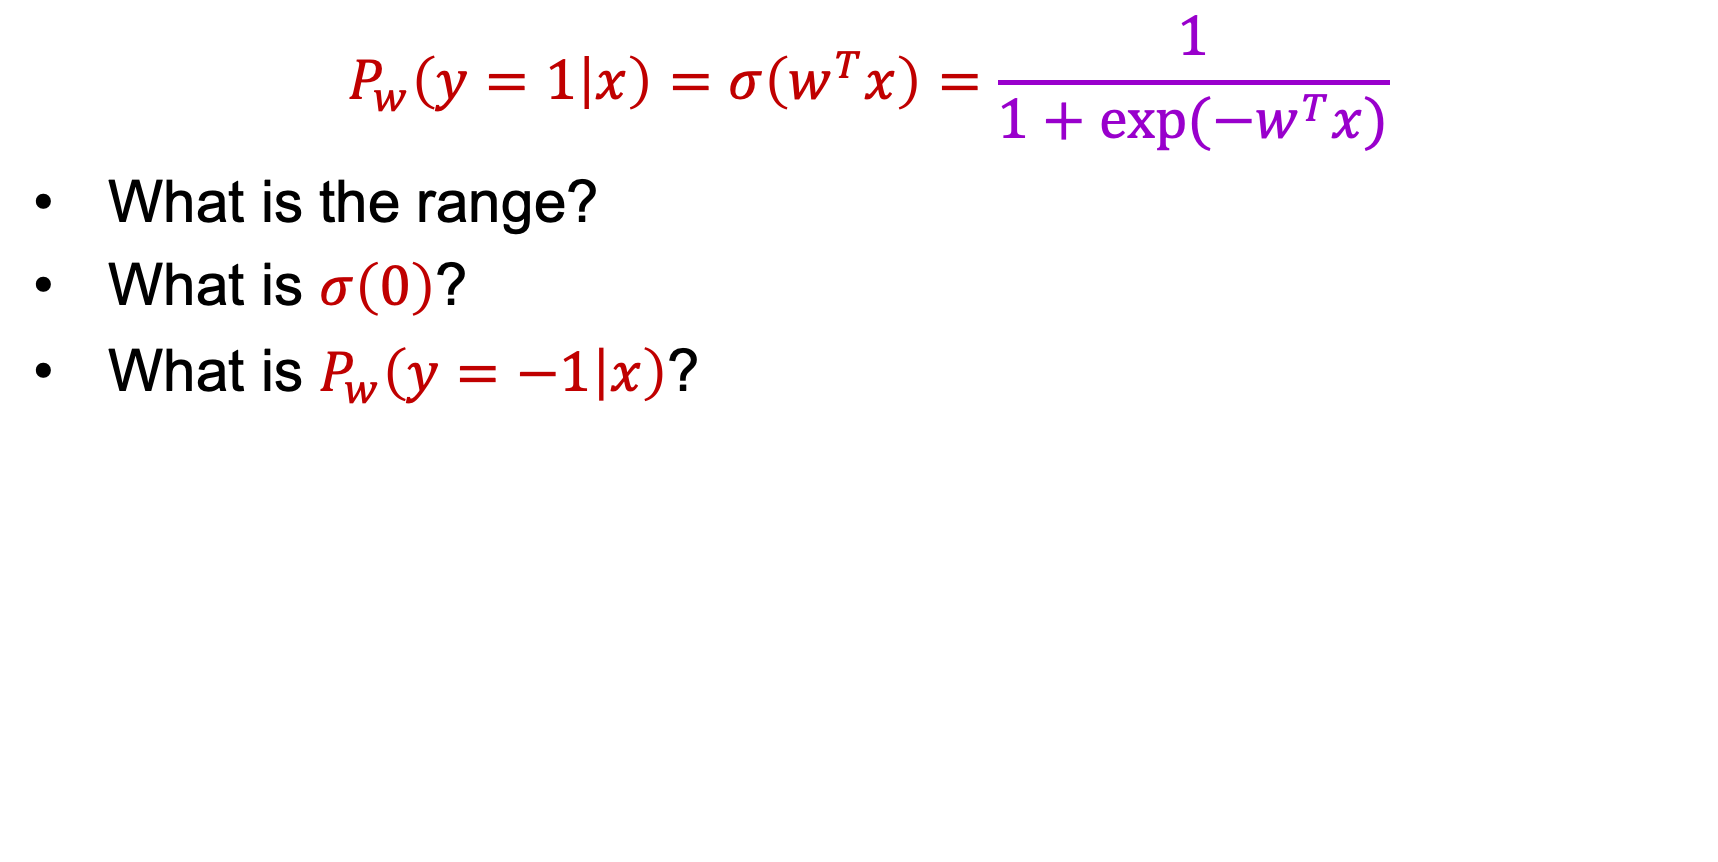 P_w(y = 1|x) = σ(w^T x) = 1 / (1 + exp(−w^T x))
• What is the range?
• What is σ(0)?
• What is P_w(y = −1|x)?